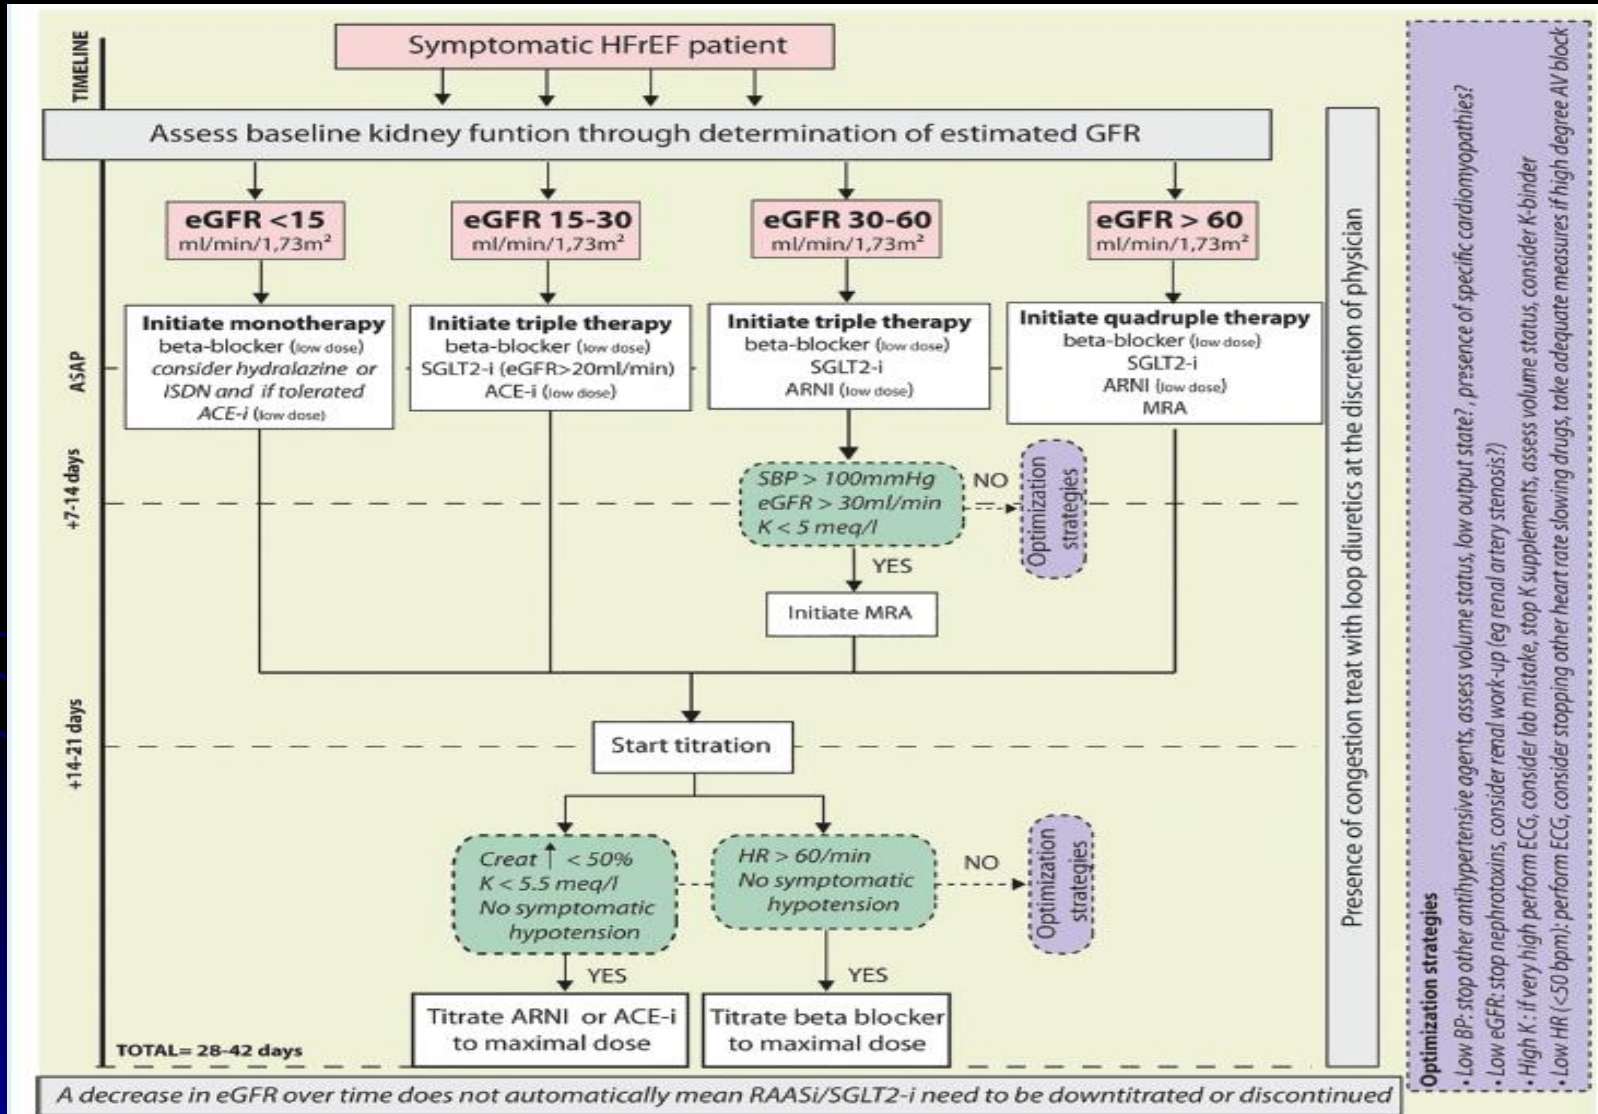 TIMELINE
Symptomatic HFrEF patient
Assess baseline kidney funtion through determination of estimated GFR
eGFR <15
ml/min/1,73m²
eGFR 15-30
ml/min/1,73m²
eGFR 30-60
ml/min/1,73m²
eGFR > 60
ml/min/1,73m²
ASAP
Initiate monotherapy
beta-blocker (low dose)
consider hydralazine or
ISDN and if tolerated
ACE-i (low dose)
Initiate triple therapy
beta-blocker (low dose)
SGLT2-i (eGFR>20ml/min)
ACE-i (low dose)
Initiate triple therapy
beta-blocker (low dose)
SGLT2-i
ARNI (low dose)
Initiate quadruple therapy
beta-blocker (low dose)
SGLT2-i
ARNI (low dose)
MRA
+7-14 days
SBP > 100mmHg
eGFR > 30ml/min
K < 5 meq/l
NO
Optimization
strategies
YES
Initiate MRA
+14-21 days
Start titration
Creat ↑ < 50%
K < 5.5 meq/l
No symptomatic
hypotension
HR > 60/min
No symptomatic
hypotension
NO
Optimization
strategies
YES
YES
Titrate ARNI or ACE-i
to maximal dose
Titrate beta blocker
to maximal dose
TOTAL= 28-42 days
A decrease in eGFR over time does not automatically mean RAASi/SGLT2-i need to be downtitrated or discontinued
Presence of congestion treat with loop diuretics at the discretion of physician
Optimization strategies
• Low BP: stop other antihypertensive agents, assess volume status, low output state? , presence of specific cardiomyopathies?
• Low eGFR: stop nephrotoxins, consider renal work-up (eg renal artery stenosis?)
• High K : if very high perform ECG, consider lab mistake, stop K supplements, assess volume status, consider K-binder
• Low HR (<50 bpm): perform ECG, consider stopping other heart rate slowing drugs, take adequate measures if high degree AV block